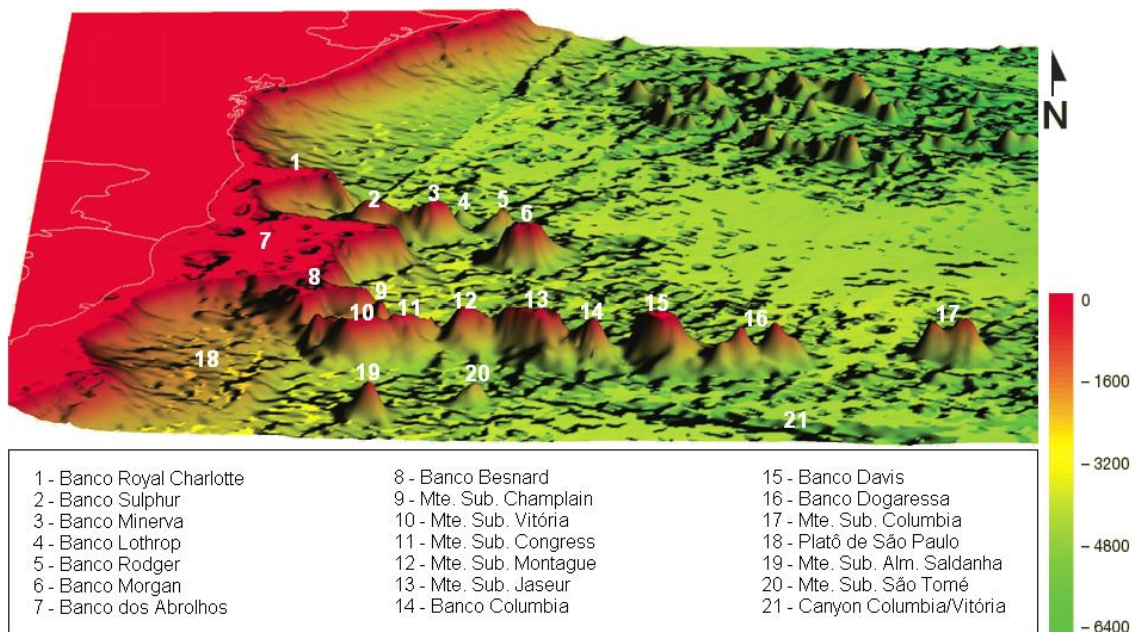 1
2
3
4
5
6
7
8
9
10
11
12
13
14
15
16
17
18
19
20
21
N
0
– 1600
– 3200
– 4800
– 6400
1 - Banco Royal Charlotte
2 - Banco Sulphur
3 - Banco Minerva
4 - Banco Lothrop
5 - Banco Rodger
6 - Banco Morgan
7 - Banco dos Abrolhos
8 - Banco Besnard
9 - Mte. Sub. Champlain
10 - Mte. Sub. Vitória
11 - Mte. Sub. Congress
12 - Mte. Sub. Montague
13 - Mte. Sub. Jaseur
14 - Banco Columbia
15 - Banco Davis
16 - Banco Dogaressa
17 - Mte. Sub. Columbia
18 - Platô de São Paulo
19 - Mte. Sub. Alm. Saldanha
20 - Mte. Sub. São Tomé
21 - Canyon Columbia/Vitória